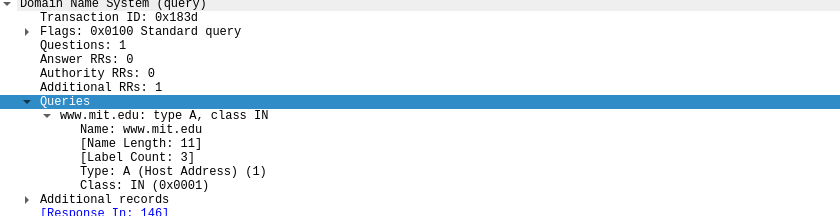 Domain Name System (query)
Transaction ID: 0x183d
Flags: 0x0100 Standard query
Questions: 1
Answer RRs: 0
Authority RRs: 0
Additional RRs: 1
Queries
www.mit.edu: type A, class IN
Name: www.mit.edu
[Name Length: 11]
[Label Count: 3]
Type: A (Host Address) (1)
Class: IN (0x0001)
Additional records
[Response In: 146]